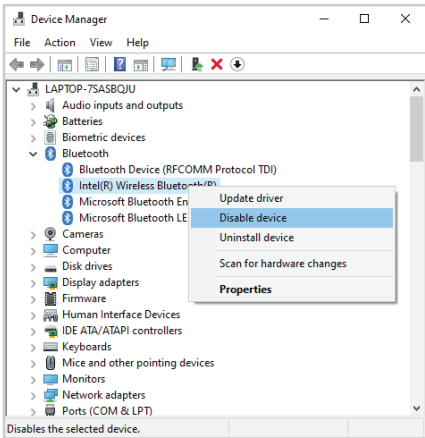 Device Manager
File Action View Help
LAPTOP-7SASBQJU
Audio inputs and outputs
Batteries
Biometric devices
Bluetooth
Bluetooth Device (RFCOMM Protocol TDI)
Intel(R) Wireless Bluetooth(R)
Microsoft Bluetooth En
Update driver
Microsoft Bluetooth LE
Disable device
Cameras
Uninstall device
Computer
Disk drives
Scan for hardware changes
Display adapters
Firmware
Properties
Human Interface Devices
IDE ATA/ATAPI controllers
Keyboards
Mice and other pointing devices
Monitors
Network adapters
Ports (COM & LPT)
Disables the selected device.